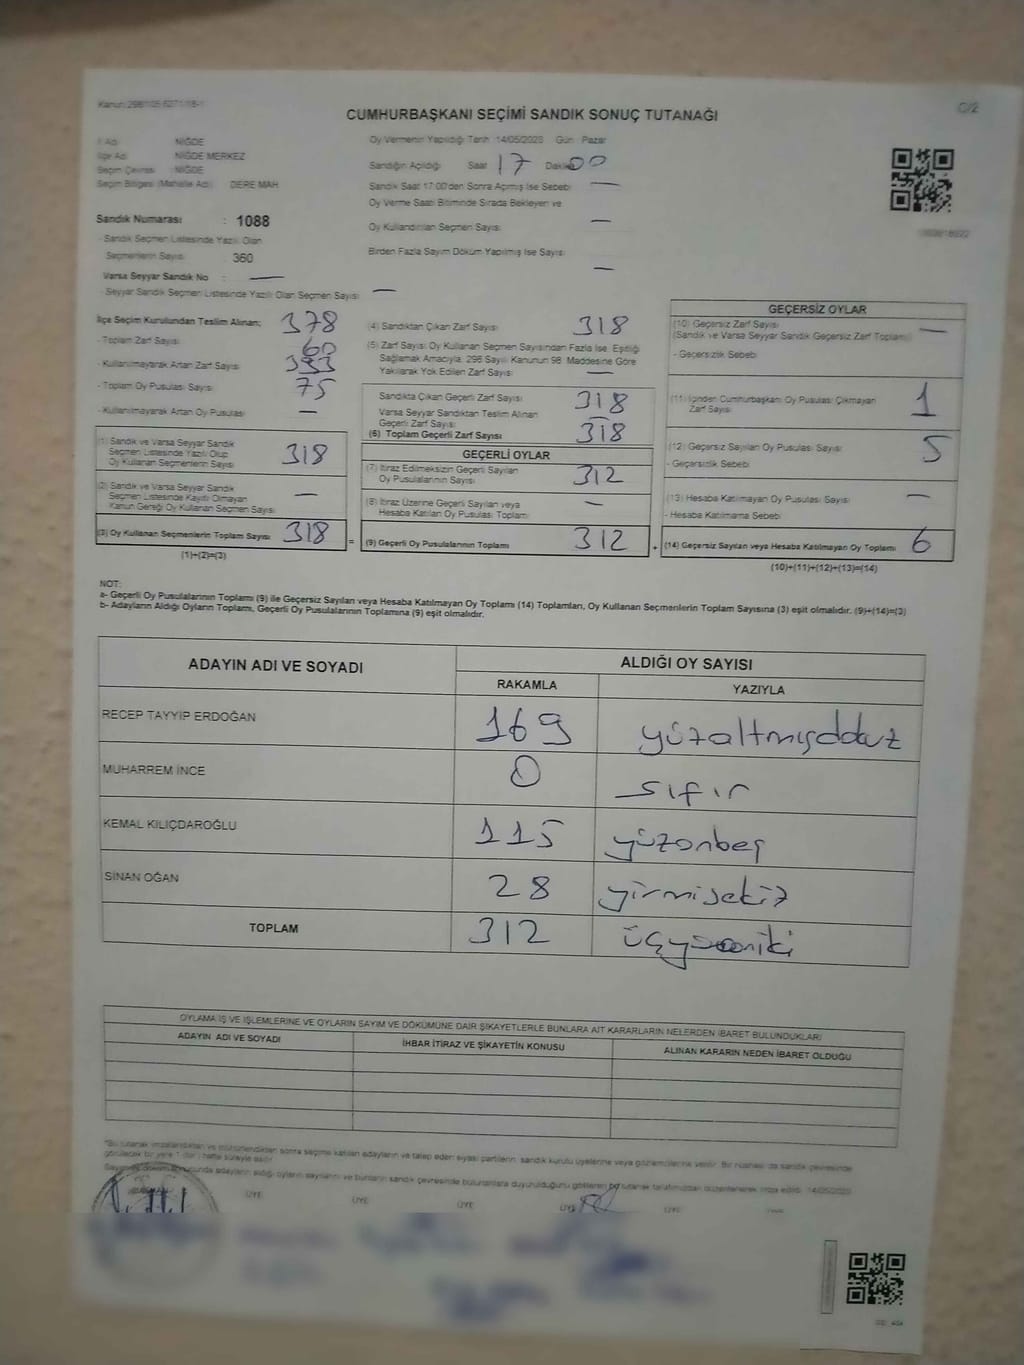 Kanun 298/105 6271/18-1
C/2
CUMHURBAŞKANI SEÇİMİ SANDIK SONUÇ TUTANAĞI
İl Adı : NİĞDE
İlçe Adı : NİĞDE MERKEZ
Seçim Çevresi : NİĞDE
Seçim Bölgesi (Mahalle Adı) : DERE MAH
Sandık Numarası : 1088
- Sandık Seçmen Listesinde Yazılı Olan
Seçmenlerin Sayısı : 360
Varsa Seyyar Sandık No : —
- Seyyar Sandık Seçmen Listesinde Yazılı Olan Seçmen Sayısı —
Oy Vermenin Yapıldığı Tarih 14/05/2023 Gün Pazar
Sandığın Açıldığı Saat 17 Dakika 00
Sandık Saat 17:00'den Sonra Açılmış İse Sebebi —
Oy Verme Saati Bitiminde Sırada Bekleyen ve
Oy Kullandırılan Seçmen Sayısı —
Birden Fazla Sayım Döküm Yapılmış İse Sayısı —
İlçe Seçim Kurulundan Teslim Alınan;
- Toplam Zarf Sayısı 378
- Kullanılmayarak Artan Zarf Sayısı 60
- Toplam Oy Pusulası Sayısı
- Kullanılmayarak Artan Oy Pusulası 75
—
(1) Sandık ve Varsa Seyyar Sandık
Seçmen Listesinde Yazılı Olup
Oy Kullanan Seçmenlerin Sayısı 318
(2) Sandık ve Varsa Seyyar Sandık
Seçmen Listesinde Kayıtlı Olmayan
Kanun Gereği Oy Kullanan Seçmen Sayısı —
(3) Oy Kullanan Seçmenlerin Toplam Sayısı 318 =
(1)+(2)=(3)
(4) Sandıktan Çıkan Zarf Sayısı 318
(5) Zarf Sayısı Oy Kullanan Seçmen Sayısından Fazla İse, Eşitliği
Sağlamak Amacıyla, 298 Sayılı Kanunun 98. Maddesine Göre
Yakılarak Yok Edilen Zarf Sayısı —
Sandıkta Çıkan Geçerli Zarf Sayısı 318
Varsa Seyyar Sandıktan Teslim Alınan
Geçerli Zarf Sayısı —
(6) Toplam Geçerli Zarf Sayısı 318
GEÇERLİ OYLAR
(7) İtiraz Edilmeksizin Geçerli Sayılan
Oy Pusulalarının Sayısı 312
(8) İtiraz Üzerine Geçerli Sayılan veya
Hesaba Katılan Oy Pusulası Toplamı —
(9) Geçerli Oy Pusulalarının Toplamı 312 +
GEÇERSİZ OYLAR
(10) Geçersiz Zarf Sayısı —
(Sandık ve Varsa Seyyar Sandık Geçersiz Zarf Toplamı)
- Geçersizlik Sebebi
(11) İçinden Cumhurbaşkanı Oy Pusulası Çıkmayan
Zarf Sayısı 1
(12) Geçersiz Sayılan Oy Pusulası Sayısı 5
- Geçersizlik Sebebi
(13) Hesaba Katılmayan Oy Pusulası Sayısı —
- Hesaba Katılmama Sebebi
(14) Geçersiz Sayılan veya Hesaba Katılmayan Oy Toplamı 6
(10)+(11)+(12)+(13)=(14)
NOT:
a- Geçerli Oy Pusulalarının Toplamı (9) ile Geçersiz Sayılan veya Hesaba Katılmayan Oy Toplamı (14) Toplamları, Oy Kullanan Seçmenlerin Toplam Sayısına (3) eşit olmalıdır. (9)+(14)=(3)
b- Adayların Aldığı Oyların Toplamı, Geçerli Oy Pusulalarının Toplamına (9) eşit olmalıdır.
ADAYIN ADI VE SOYADI
ALDIĞI OY SAYISI
RAKAMLA YAZIYLA
RECEP TAYYİP ERDOĞAN 169 yüzaltmışdokuz
MUHARREM İNCE 0 sıfır
KEMAL KILIÇDAROĞLU 115 yüzonbeş
SİNAN OĞAN 28 yirmisekiz
TOPLAM 312 üçyüzoniki
OYLAMA İŞ VE İŞLEMLERİNE VE OYLARIN SAYIM VE DÖKÜMÜNE DAİR ŞİKAYETLERLE BUNLARA AİT KARARLARIN NELERDEN İBARET BULUNDUKLARI
ADAYIN ADI VE SOYADI İHBAR İTİRAZ VE ŞİKAYETİN KONUSU ALINAN KARARIN NEDEN İBARET OLDUĞU
ÜYE ÜYE ÜYE ÜYE ÜYE